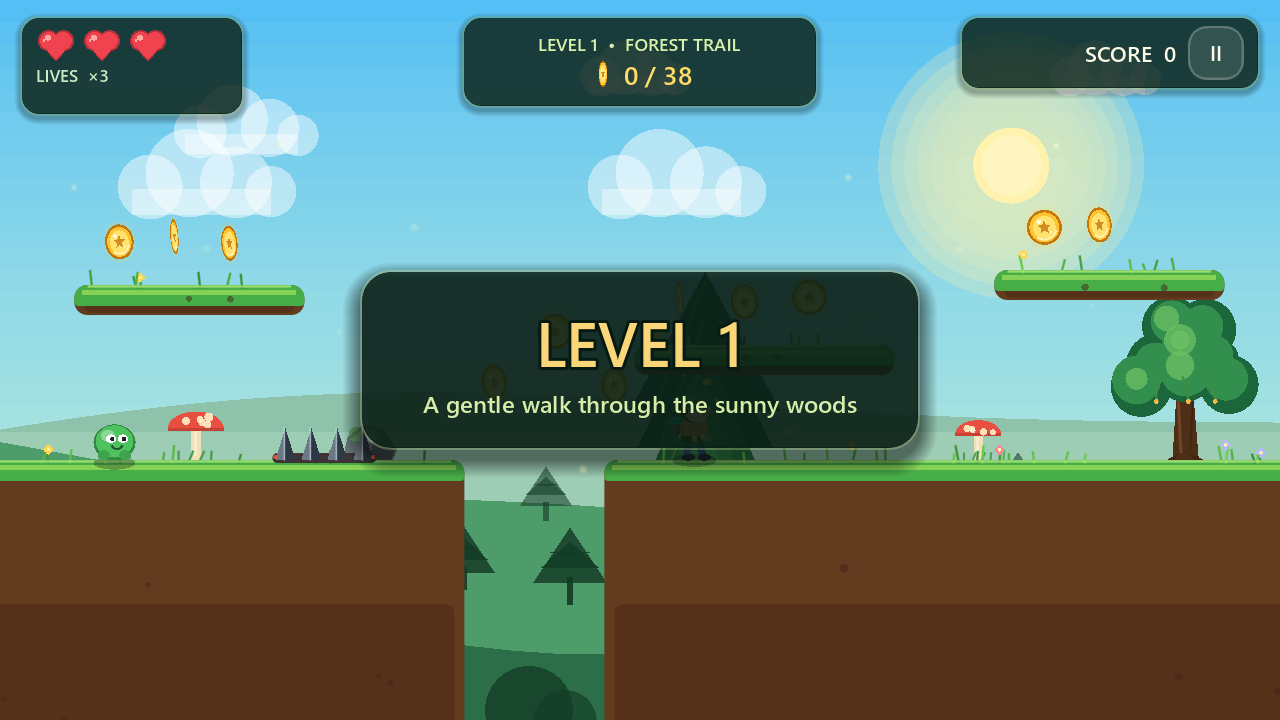 LIVES ×3
LEVEL 1 • FOREST TRAIL
0 / 38
SCORE 0
LEVEL 1
A gentle walk through the sunny woods